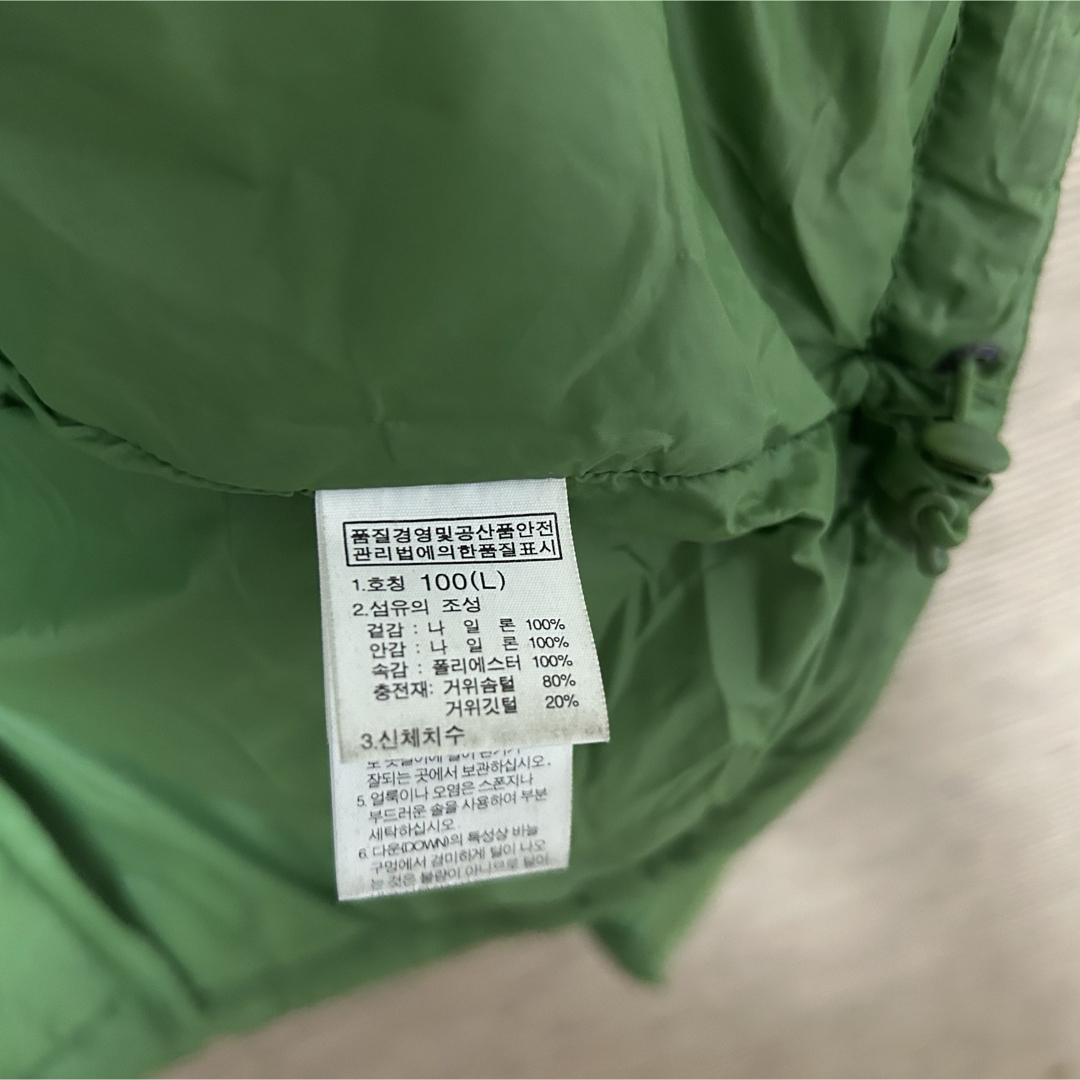 품질경영및공산품안전
관리법에의한품질표시
1.호칭 100(L)
2.섬유의 조성
겉감 : 나 일 론 100%
안감 : 나 일 론 100%
속감 : 폴리에스터 100%
충전재: 거위솜털 80%
거위깃털 20%
3.신체치수
잘되는 곳에서 보관하십시오.
5. 얼룩이나 오염은 스폰지나
부드러운 솔을 사용하여 부분
세탁하십시오
6. 다운(DOWN)의 특성상 바늘
구멍에서 경미하게 털이 나오
는 것은 불량이 아니므로 털이